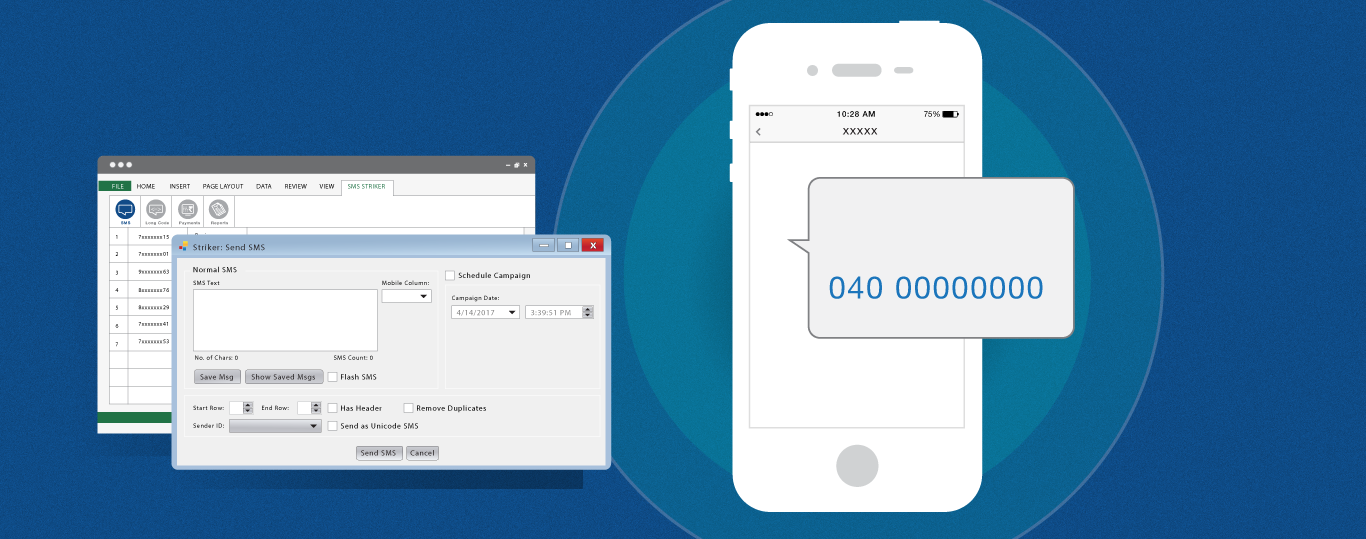 FILE HOME INSERT PAGE LAYOUT DATA REVIEW VIEW SMS STRIKER
SMS Long Code Payments Reports
1 7xxxxxxx15
2 7xxxxxxx01
3 9xxxxxxx63
4 8xxxxxxx76
5 8xxxxxxx29
6 7xxxxxxx41
7 7xxxxxxx53
Striker: Send SMS
Normal SMS
SMS Text
Mobile Column:
No. of Chars: 0
SMS Count: 0
Save Msg
Show Saved Msgs
Flash SMS
Schedule Campaign
Campaign Date:
4/14/2017
3:39:51 PM
Start Row:
End Row:
Has Header
Remove Duplicates
Sender ID:
Send as Unicode SMS
Send SMS
Cancel
10:28 AM
75%
XXXXX
040 00000000